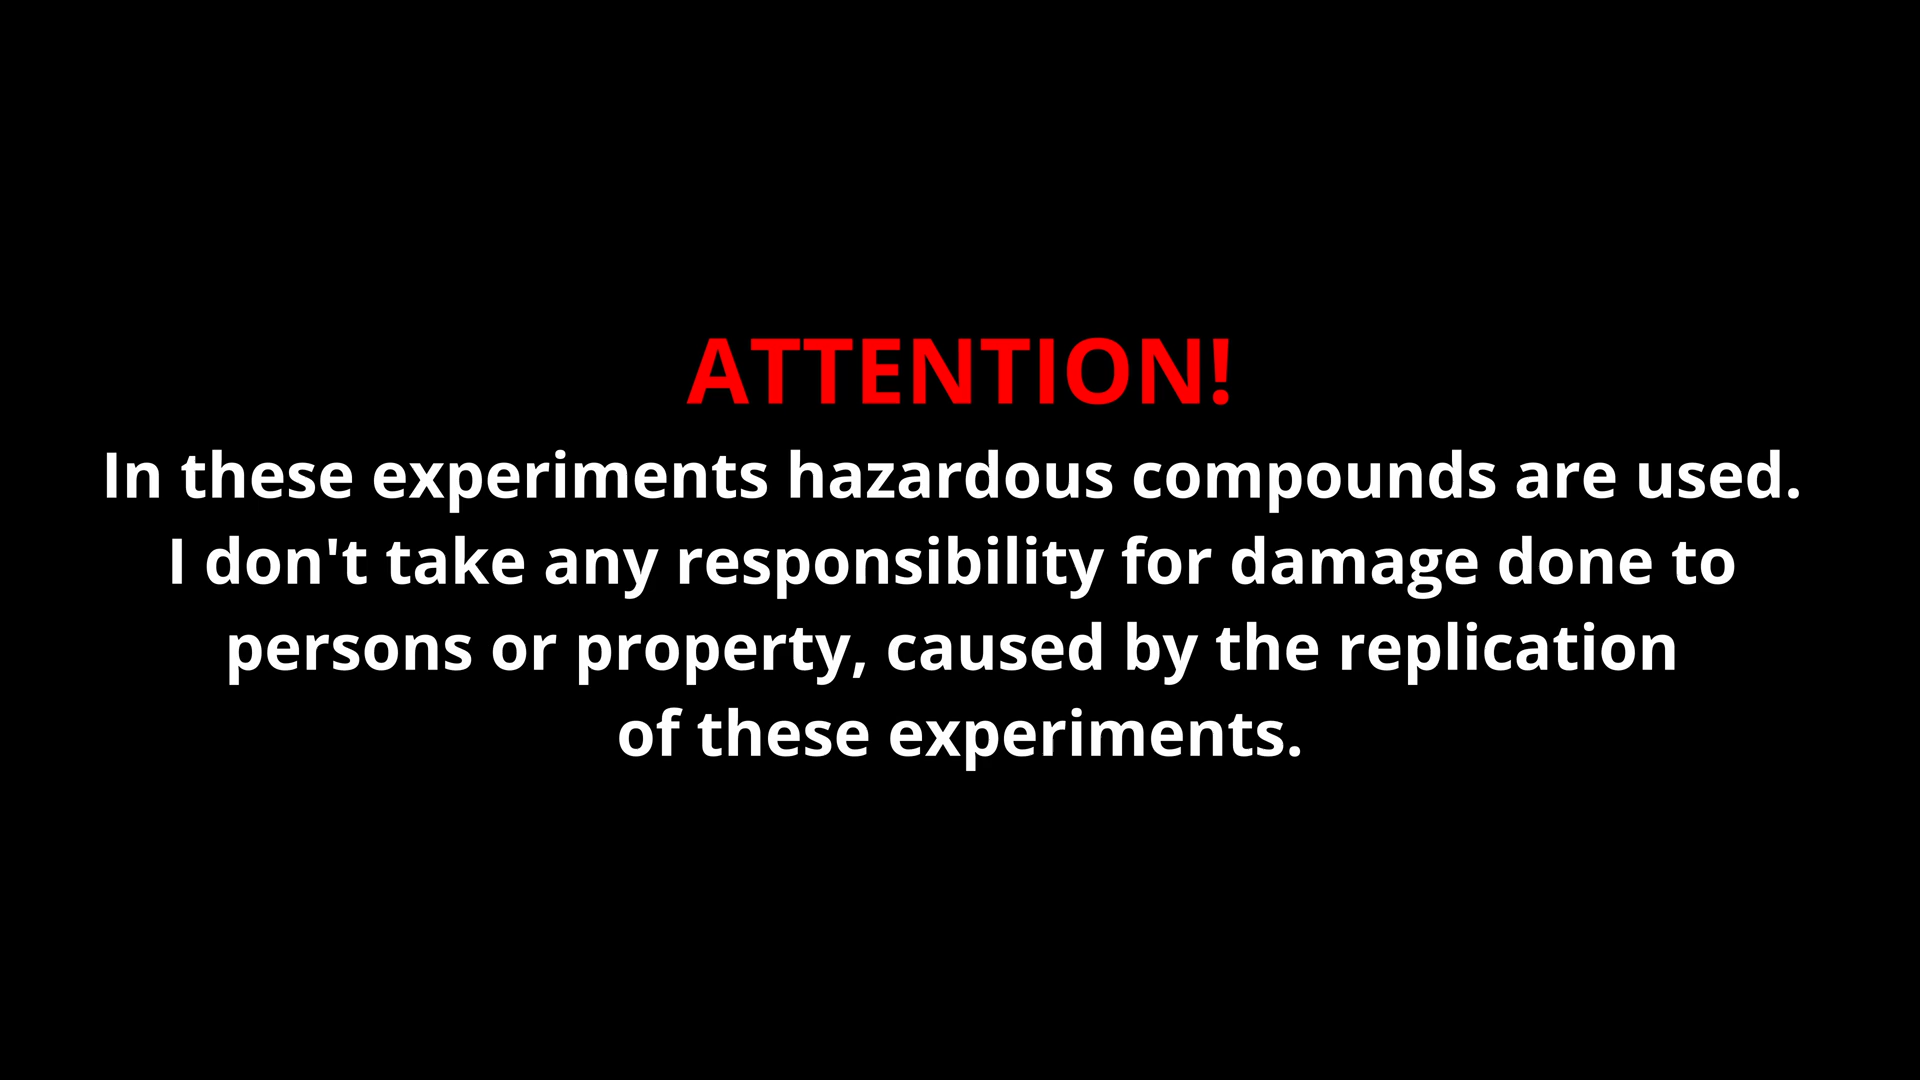 ATTENTION!
In these experiments hazardous compounds are used.
I don't take any responsibility for damage done to
persons or property, caused by the replication
of these experiments.